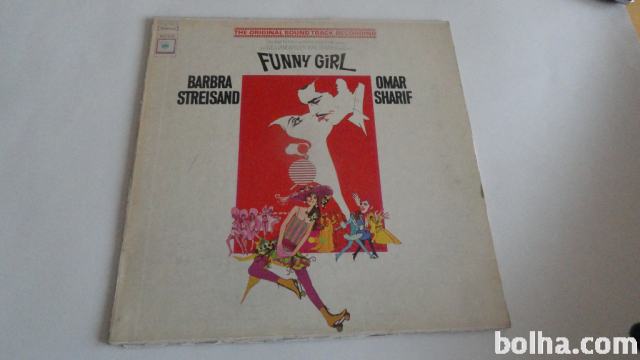 THE ORIGINAL SOUND TRACK RECORDING
FUNNY GIRL
BARBRA
STREISAND
OMAR
SHARIF
bolha.com